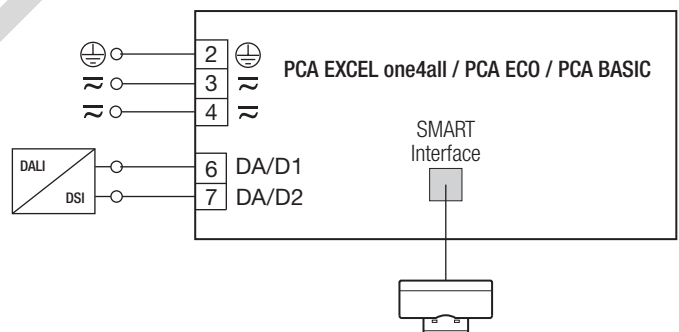 PCA EXCEL one4all / PCA ECO / PCA BASIC
2
3
4
SMART
Interface
DALI
DSI
6 DA/D1
7 DA/D2